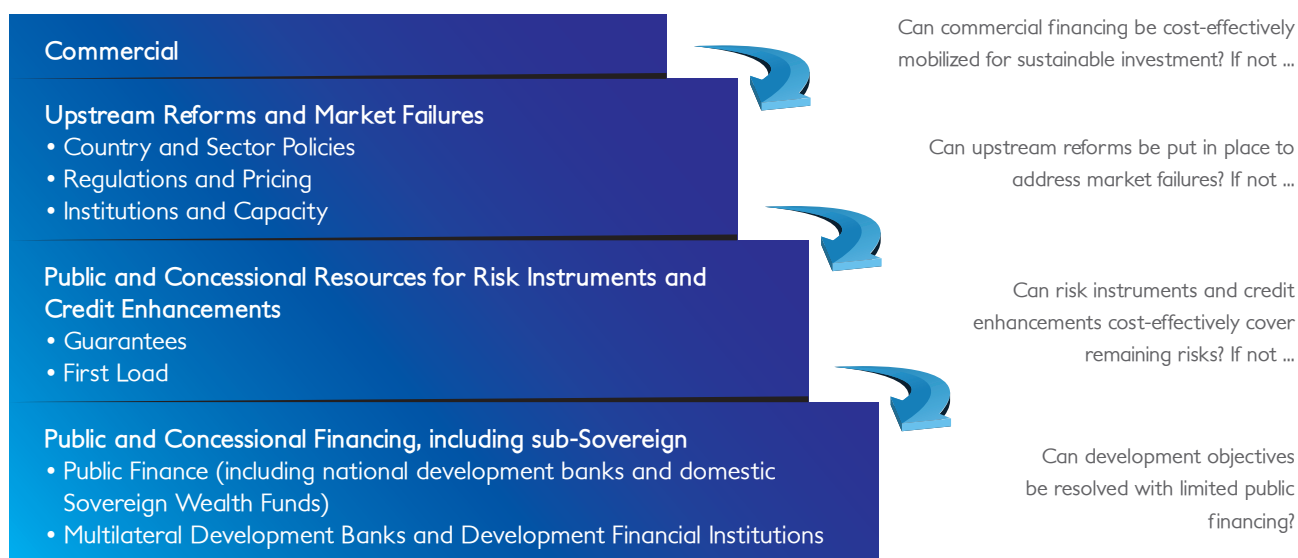 Commercial
Can commercial financing be cost-effectively
mobilized for sustainable investment? If not ...
Upstream Reforms and Market Failures
• Country and Sector Policies
• Regulations and Pricing
• Institutions and Capacity
Can upstream reforms be put in place to
address market failures? If not ...
Public and Concessional Resources for Risk Instruments and
Credit Enhancements
• Guarantees
• First Load
Can risk instruments and credit
enhancements cost-effectively cover
remaining risks? If not ...
Public and Concessional Financing, including sub-Sovereign
• Public Finance (including national development banks and domestic
Sovereign Wealth Funds)
• Multilateral Development Banks and Development Financial Institutions
Can development objectives
be resolved with limited public
financing?